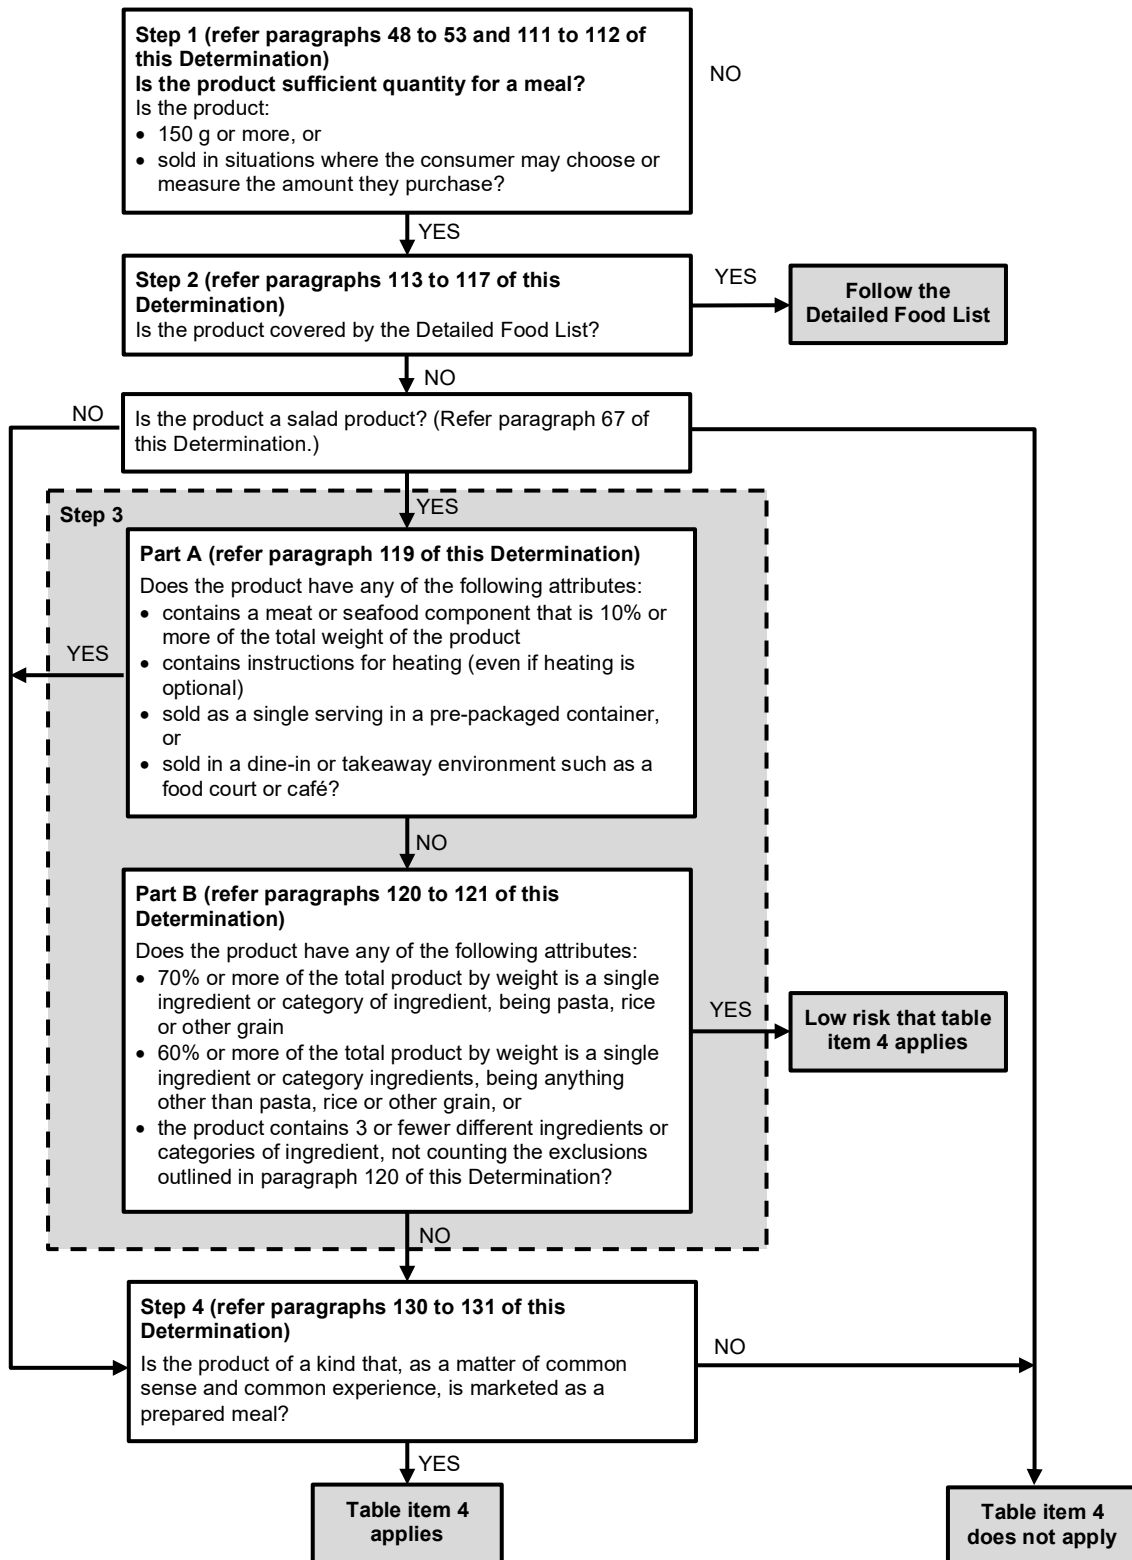 Step 1 (refer paragraphs 48 to 53 and 111 to 112 of
this Determination)
Is the product sufficient quantity for a meal?
Is the product:
• 150 g or more, or
• sold in situations where the consumer may choose or
measure the amount they purchase?
NO
YES
Step 2 (refer paragraphs 113 to 117 of this
Determination)
Is the product covered by the Detailed Food List?
YES
Follow the
Detailed Food List
NO
NO
Is the product a salad product? (Refer paragraph 67 of
this Determination.)
YES
Step 3
Part A (refer paragraph 119 of this Determination)
Does the product have any of the following attributes:
• contains a meat or seafood component that is 10% or
more of the total weight of the product
• contains instructions for heating (even if heating is
optional)
• sold as a single serving in a pre-packaged container,
or
• sold in a dine-in or takeaway environment such as a
food court or café?
YES
NO
Part B (refer paragraphs 120 to 121 of this
Determination)
Does the product have any of the following attributes:
• 70% or more of the total product by weight is a single
ingredient or category of ingredient, being pasta, rice
or other grain
• 60% or more of the total product by weight is a single
ingredient or category ingredients, being anything
other than pasta, rice or other grain, or
• the product contains 3 or fewer different ingredients or
categories of ingredient, not counting the exclusions
outlined in paragraph 120 of this Determination?
YES
Low risk that table
item 4 applies
NO
Step 4 (refer paragraphs 130 to 131 of this
Determination)
Is the product of a kind that, as a matter of common
sense and common experience, is marketed as a
prepared meal?
NO
YES
Table item 4
applies
Table item 4
does not apply